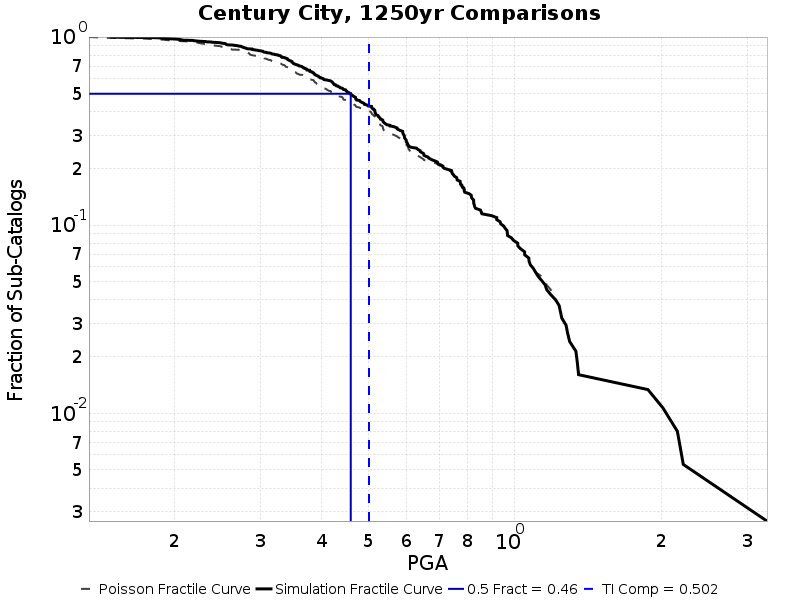 Century City, 1250yr Comparisons
Fraction of Sub-Catalogs
10^0
7
5
3
2
10^-1
7
5
3
2
10^-2
7
5
3
2 3 4 5 6 7 8 10^0 2 3
PGA
Poisson Fractile Curve Simulation Fractile Curve 0.5 Fract = 0.46 TI Comp = 0.502